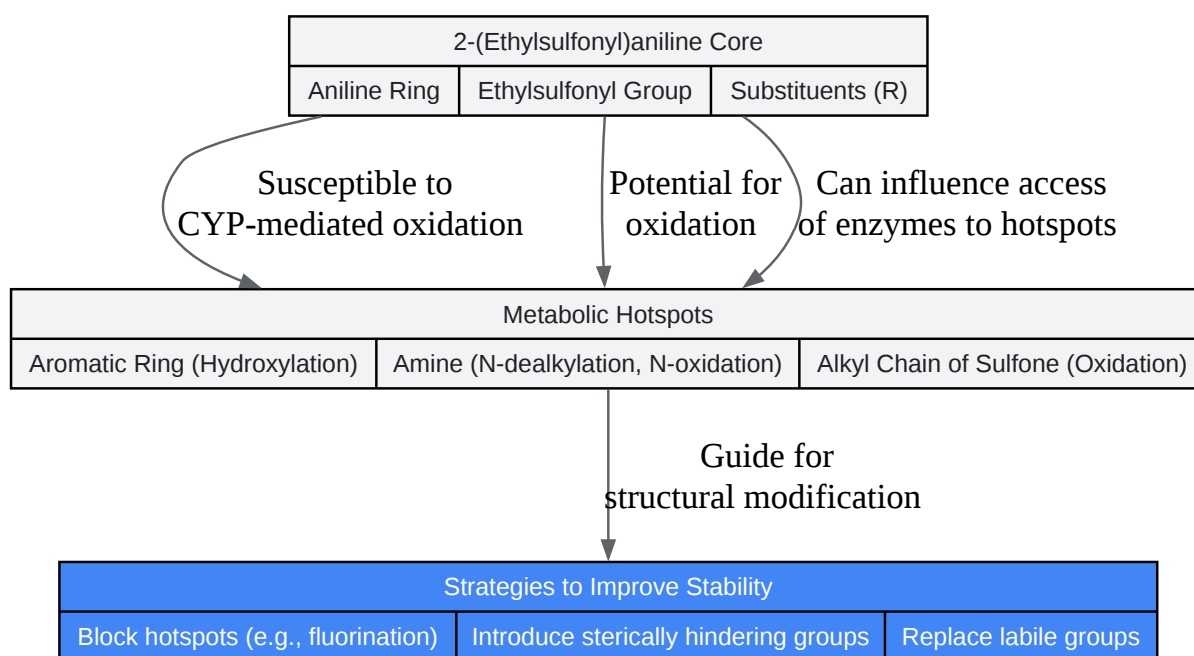 2-(Ethylsulfonyl)aniline Core
Aniline Ring
Ethylsulfonyl Group
Substituents (R)
Susceptible to
CYP-mediated oxidation
Potential for
oxidation
Can influence access
of enzymes to hotspots
Metabolic Hotspots
Aromatic Ring (Hydroxylation)
Amine (N-dealkylation, N-oxidation)
Alkyl Chain of Sulfone (Oxidation)
Guide for
structural modification
Strategies to Improve Stability
Block hotspots (e.g., fluorination)
Introduce sterically hindering groups
Replace labile groups